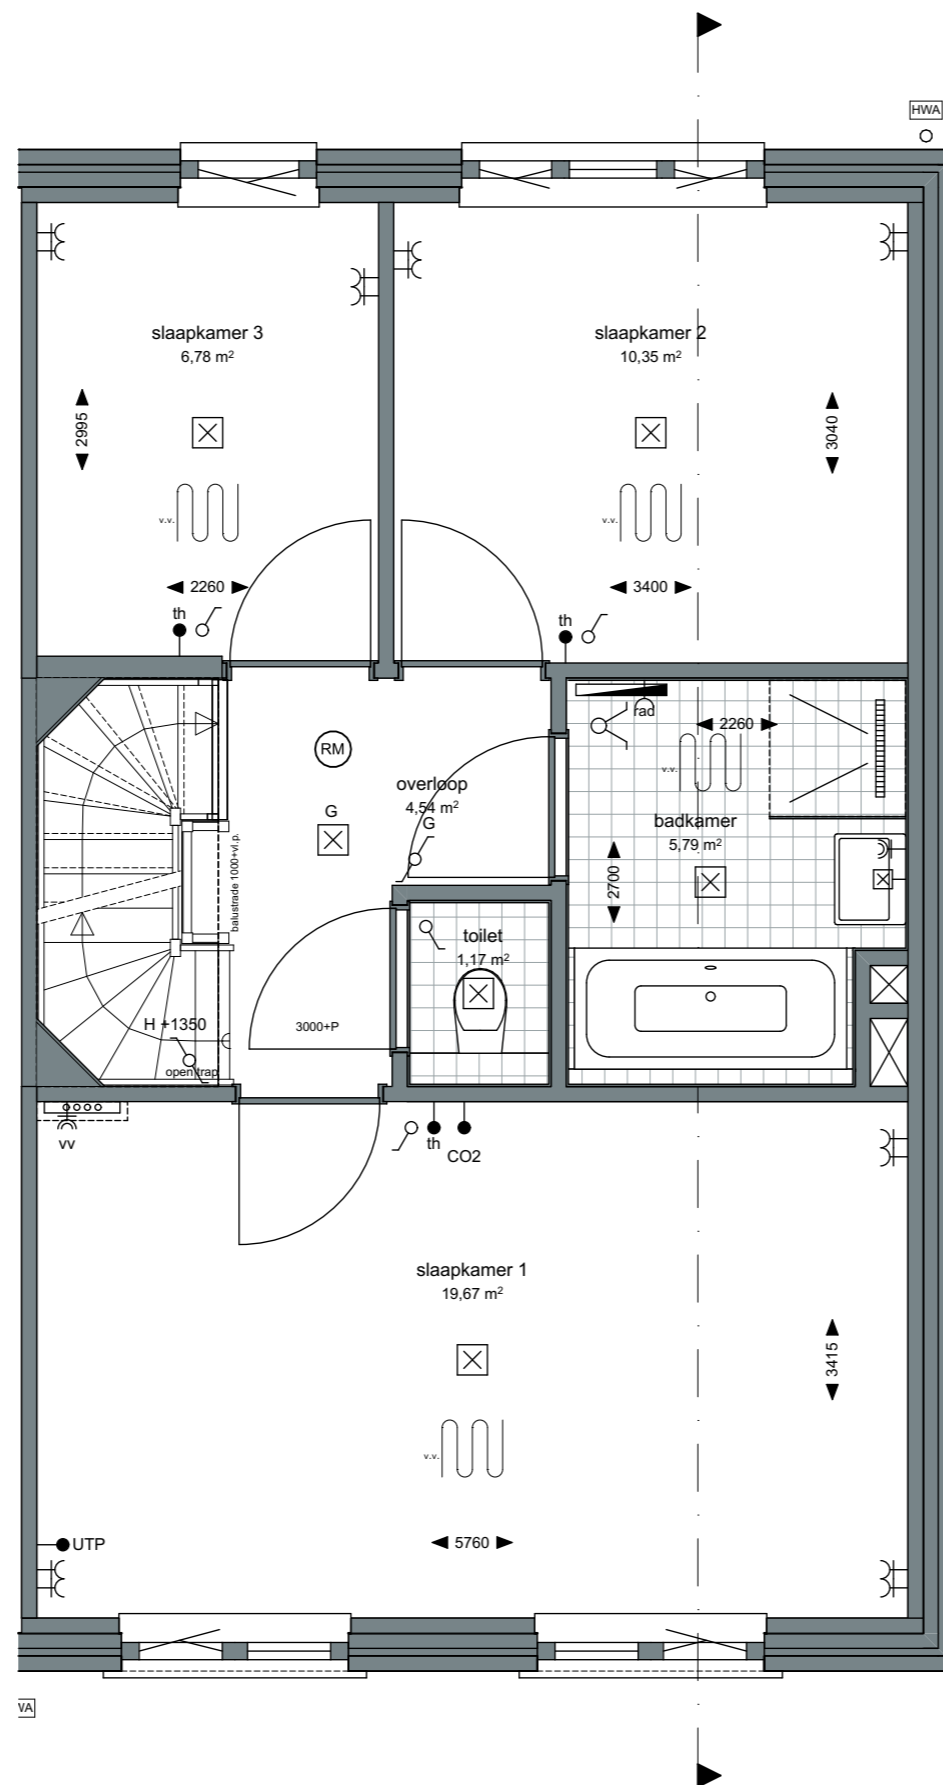 HWA
slaapkamer 3
6,78 m²
slaapkamer 2
10,35 m²
2995
3040
v.v.
v.v.
2260
3400
th
th
rad
2260
RM
v.v.
overloop
4,54 m²
G
G
badkamer
5,79 m²
2700
balustrade 1000+vl.p.
toilet
1,17 m²
H +1350
3000+P
open trap
vv
th
CO2
slaapkamer 1
19,67 m²
3415
v.v.
5760
UTP
VA